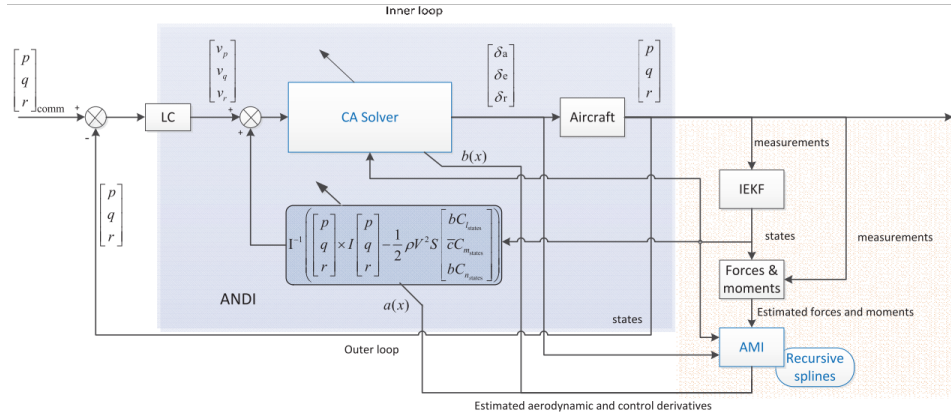 Inner loop
[p q r]comm
+
-
LC
[v_p v_q v_r]
+
+
CA Solver
[δa δe δr]
Aircraft
[p q r]
measurements
b(x)
IEKF
[p q r]
I⁻¹([p q r] × I [p q r] − 1/2 ρV²S [bC_l_states c̄C_m_states bC_n_states])
states
measurements
Forces &
moments
ANDI
a(x)
Estimated forces and moments
states
Outer loop
AMI
Recursive
splines
Estimated aerodynamic and control derivatives